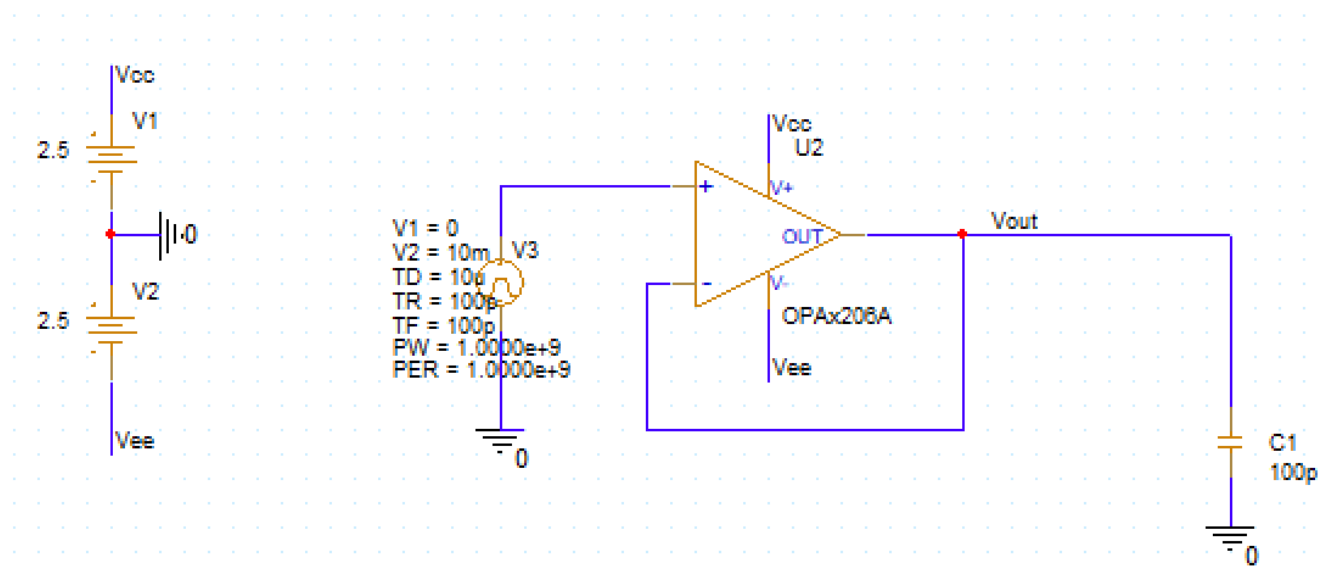 Vcc
V1
2.5
0
V2
2.5
Vee
V1 = 0
V2 = 10m
TD = 10u
TR = 100p
TF = 100p
PW = 1.0000e+9
PER = 1.0000e+9
V3
0
Vcc
U2
+
V+
OUT
-
V-
OPAx206A
Vee
Vout
C1
100p
0